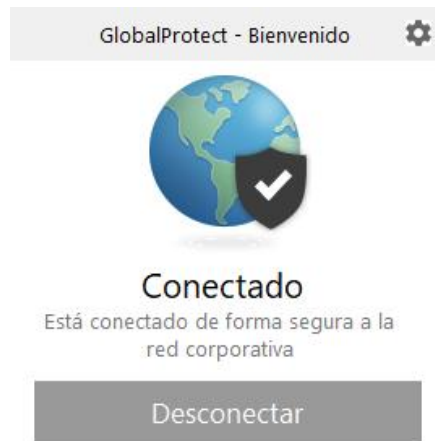 GlobalProtect - Bienvenido
Conectado
Está conectado de forma segura a la
red corporativa
Desconectar